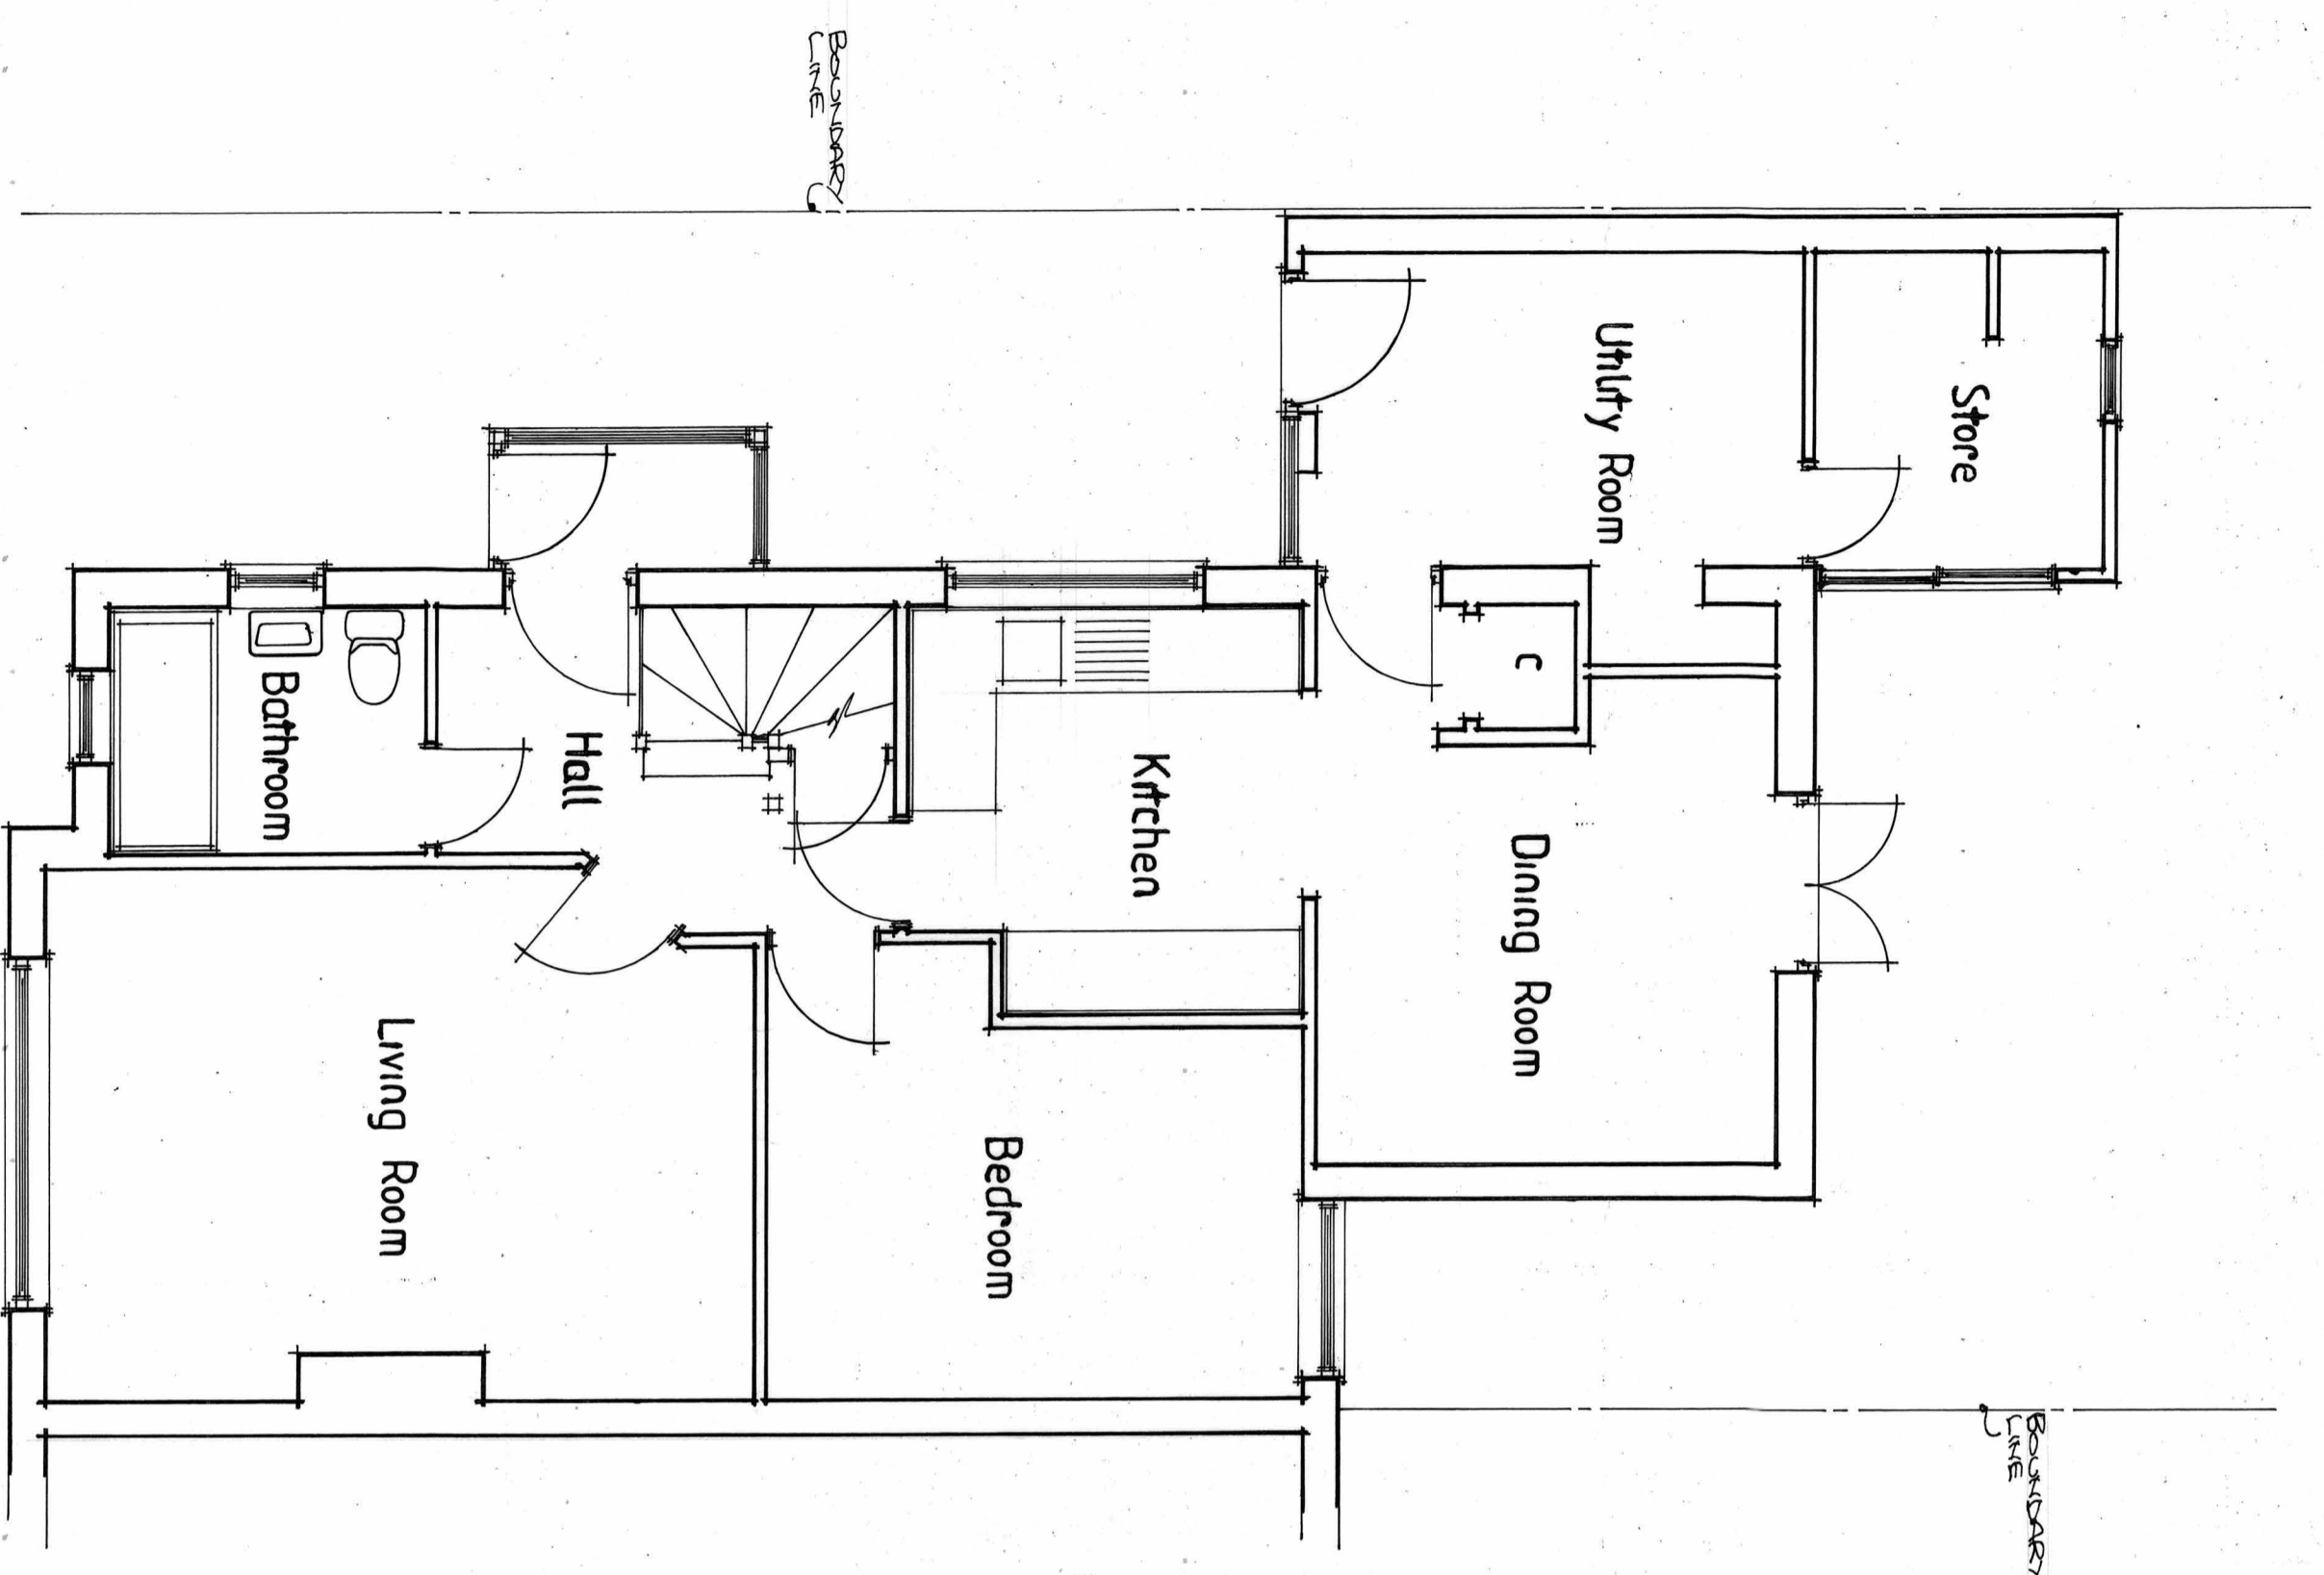 BOUNDARY
LINE
Utility Room
Store
C
Bathroom
Hall
Kitchen
Dining Room
Living Room
Bedroom
BOUNDARY
LINE